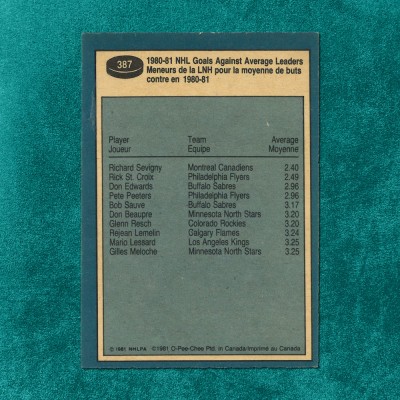 387
1980-81 NHL Goals Against Average Leaders
Meneurs de la LNH pour la moyenne de buts
contre en 1980-81
Player Team Average
Joueur Equipe Moyenne
Richard Sevigny Montreal Canadiens 2.40
Rick St. Croix Philadelphia Flyers 2.49
Don Edwards Buffalo Sabres 2.96
Pete Peeters Philadelphia Flyers 2.96
Bob Sauve Buffalo Sabres 3.17
Don Beaupre Minnesota North Stars 3.20
Glenn Resch Colorado Rockies 3.20
Rejean Lemelin Calgary Flames 3.24
Mario Lessard Los Angeles Kings 3.25
Gilles Meloche Minnesota North Stars 3.25
© 1981 NHLPA ©1981 O-Pee-Chee Ptd. in Canada-Imprimé au Canada